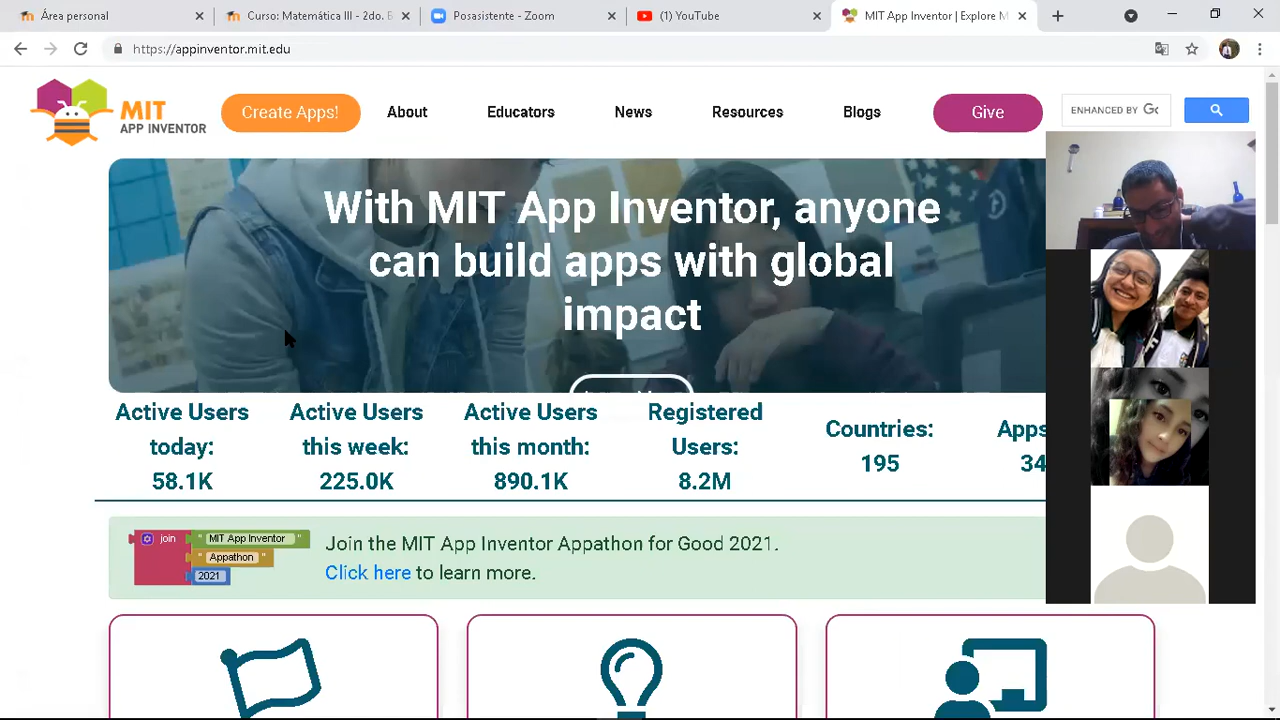 Área personal
Curso: Matemática III - 2do. B
Posasistente - Zoom
(1) YouTube
MIT App Inventor | Explore M
https://appinventor.mit.edu
MIT
APP INVENTOR
Create Apps!
About
Educators
News
Resources
Blogs
Give
ENHANCED BY
With MIT App Inventor, anyone
can build apps with global
impact
Active Users
today:
58.1K
Active Users
this week:
225.0K
Active Users
this month:
890.1K
Registered
Users:
8.2M
Countries:
195
Apps
34
join
" MIT App Inventor "
" Appathon "
2021
Join the MIT App Inventor Appathon for Good 2021.
Click here to learn more.